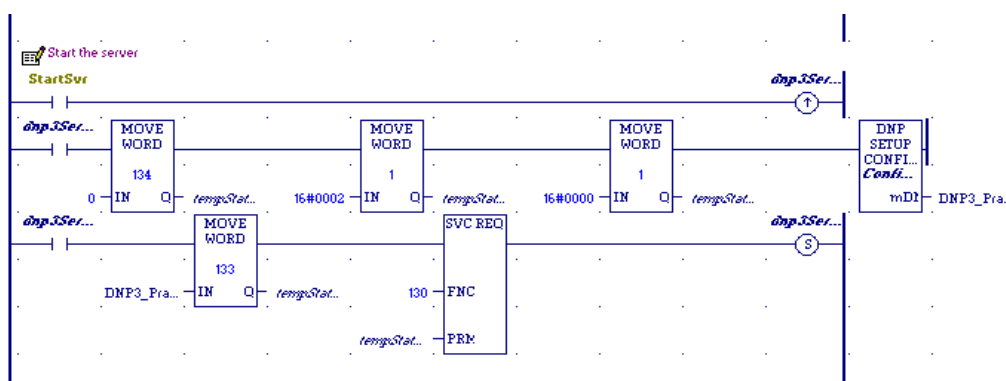 Start the server
StartSvr
dnp3Ser...
dnp3Ser...
MOVE
WORD
134
0
IN
Q
tempStat...
MOVE
WORD
1
16#0002
IN
Q
tempStat...
MOVE
WORD
1
16#0000
IN
Q
tempStat...
DNP
SETUP
CONFI...
Confi...
mDt
DNP3_Pra.
dnp3Ser...
MOVE
WORD
133
DNP3_Pra...
IN
Q
tempStat...
SVC REQ
130
FNC
tempStat...
PRM
dnp3Ser...
S